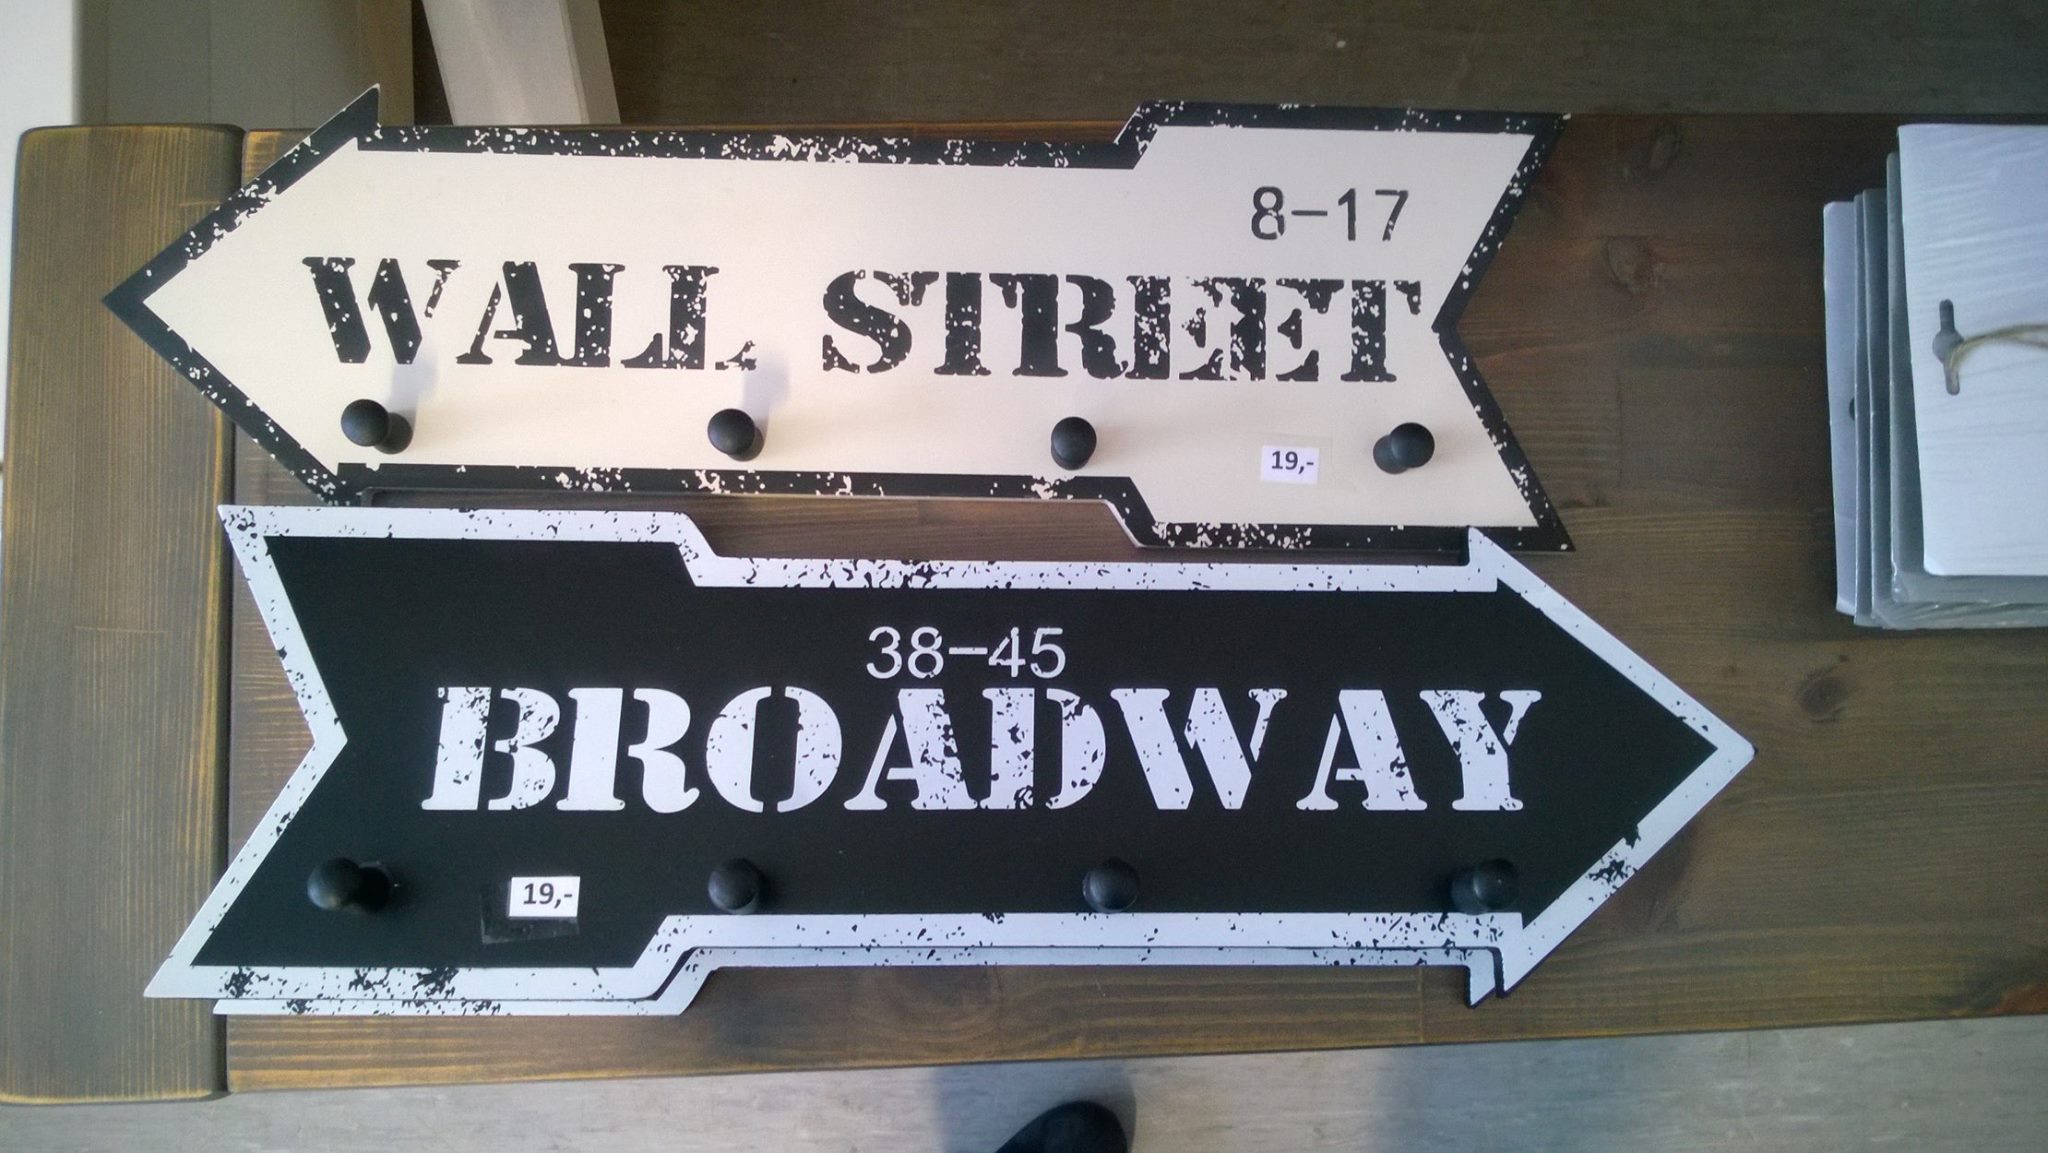 8-17
WALL STREET
19,-
38-45
BROADWAY
19,-